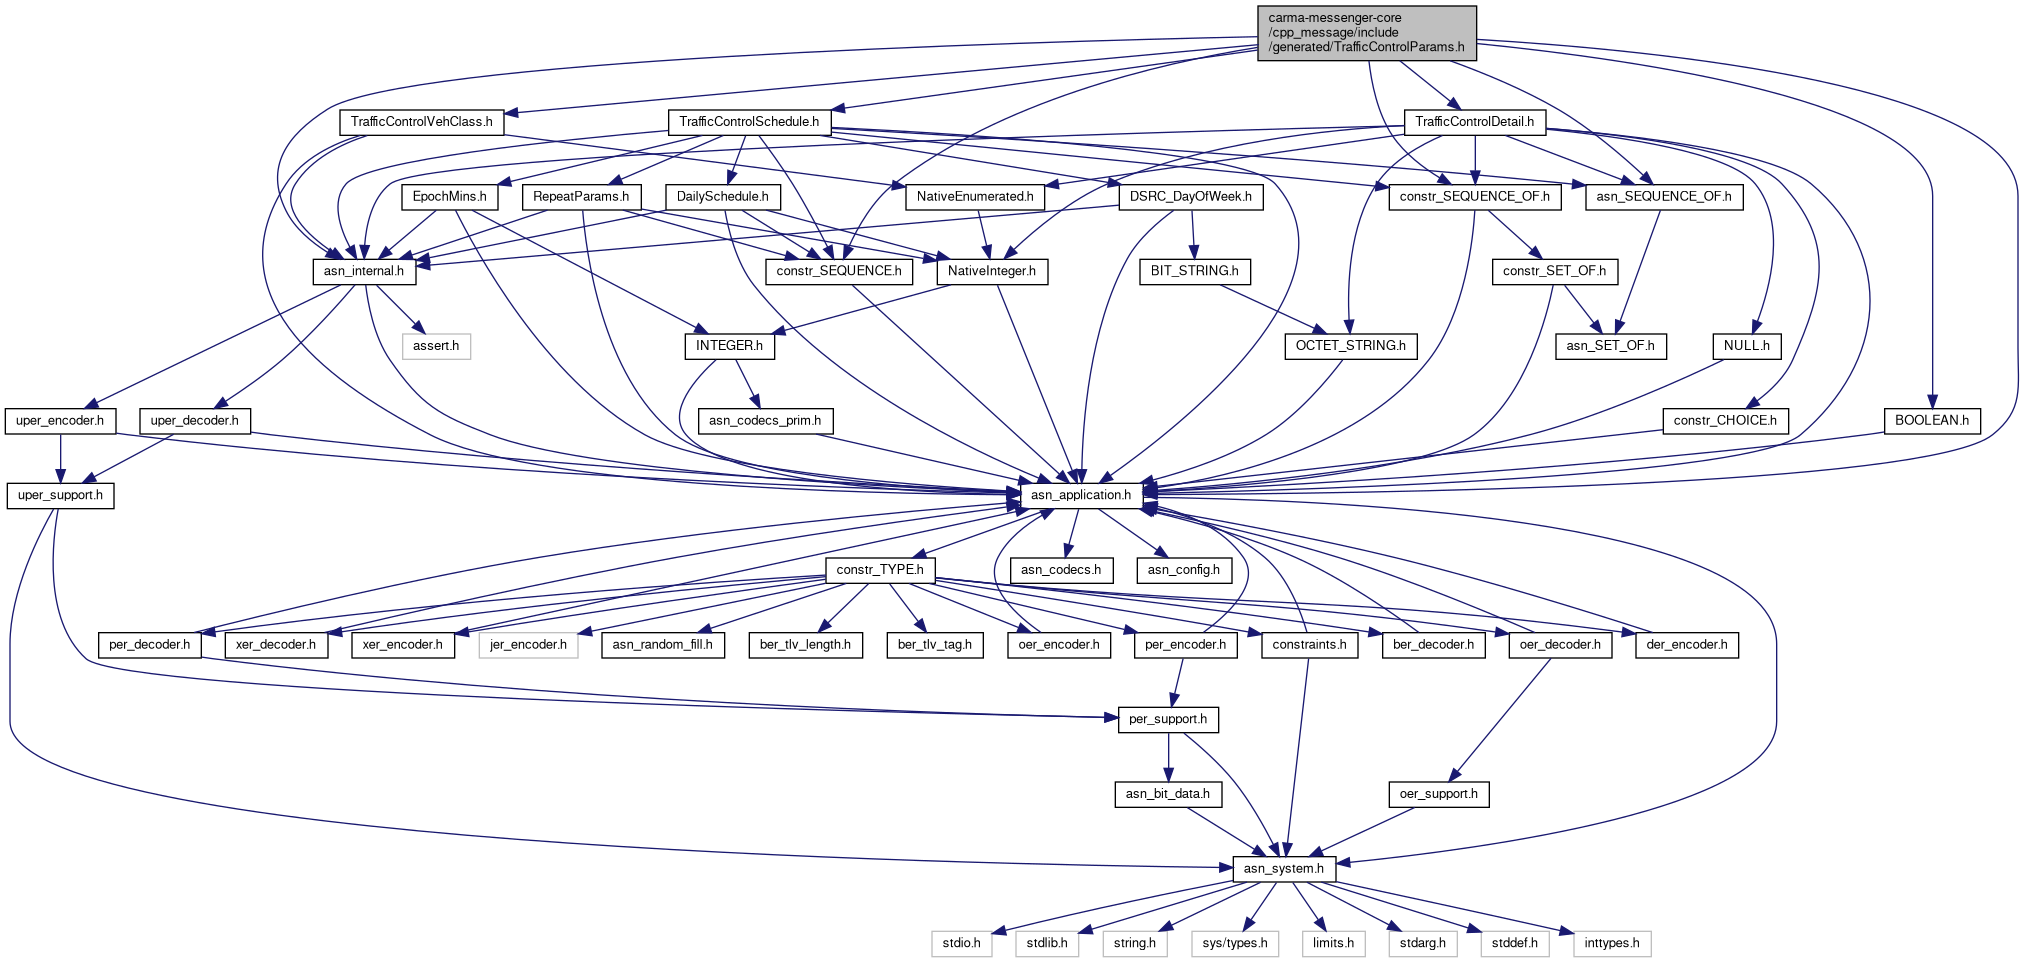 carma-messenger-core
/cpp_message/include
/generated/TrafficControlParams.h
TrafficControlVehClass.h
TrafficControlSchedule.h
TrafficControlDetail.h
EpochMins.h
RepeatParams.h
DailySchedule.h
NativeEnumerated.h
DSRC_DayOfWeek.h
constr_SEQUENCE_OF.h
asn_SEQUENCE_OF.h
asn_internal.h
constr_SEQUENCE.h
NativeInteger.h
BIT_STRING.h
constr_SET_OF.h
assert.h
INTEGER.h
OCTET_STRING.h
asn_SET_OF.h
NULL.h
uper_encoder.h
uper_decoder.h
asn_codecs_prim.h
constr_CHOICE.h
BOOLEAN.h
uper_support.h
asn_application.h
constr_TYPE.h
asn_codecs.h
asn_config.h
per_decoder.h
xer_decoder.h
xer_encoder.h
jer_encoder.h
asn_random_fill.h
ber_tlv_length.h
ber_tlv_tag.h
oer_encoder.h
per_encoder.h
constraints.h
ber_decoder.h
oer_decoder.h
der_encoder.h
per_support.h
asn_bit_data.h
oer_support.h
asn_system.h
stdio.h
stdlib.h
string.h
sys/types.h
limits.h
stdarg.h
stddef.h
inttypes.h